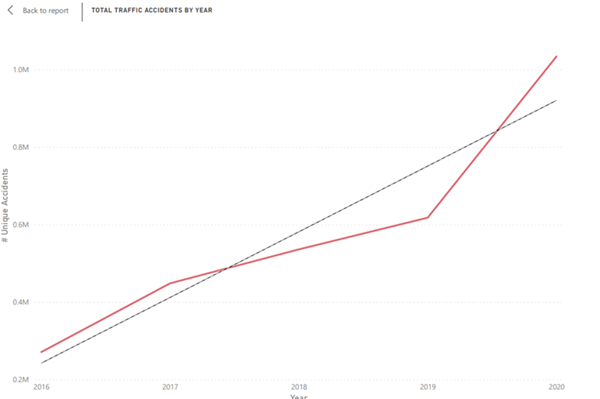 Back to report
TOTAL TRAFFIC ACCIDENTS BY YEAR
# Unique Accidents
1.0M
0.8M
0.6M
0.4M
0.2M
2016 2017 2018 2019 2020
Year